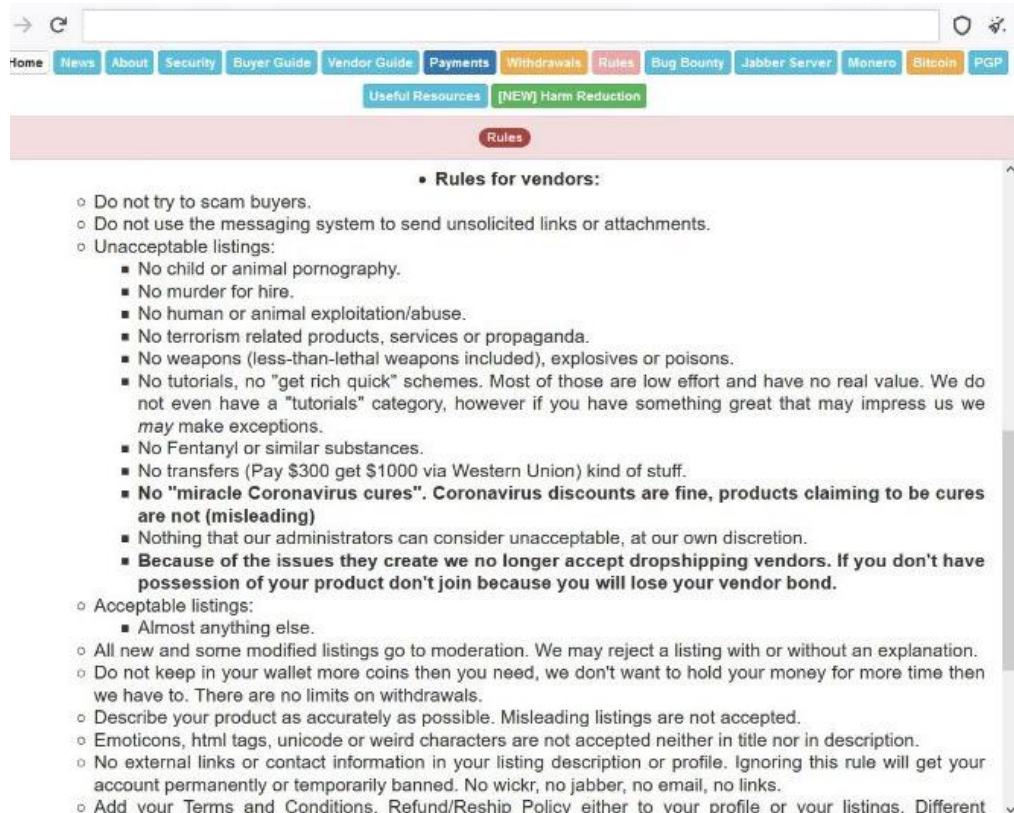 Home News About Security Buyer Guide Vendor Guide Payments Withdrawals Rules Bug Bounty Jabber Server Monero Bitcoin PGP
Useful Resources [NEW] Harm Reduction
Rules
• Rules for vendors:
Do not try to scam buyers.
Do not use the messaging system to send unsolicited links or attachments.
Unacceptable listings:
No child or animal pornography.
No murder for hire.
No human or animal exploitation/abuse.
No terrorism related products, services or propaganda.
No weapons (less-than-lethal weapons included), explosives or poisons.
No tutorials, no "get rich quick" schemes. Most of those are low effort and have no real value. We do
not even have a "tutorials" category, however if you have something great that may impress us we
may make exceptions.
No Fentanyl or similar substances.
No transfers (Pay $300 get $1000 via Western Union) kind of stuff.
No "miracle Coronavirus cures". Coronavirus discounts are fine, products claiming to be cures
are not (misleading)
Nothing that our administrators can consider unacceptable, at our own discretion.
Because of the issues they create we no longer accept dropshipping vendors. If you don't have
possession of your product don't join because you will lose your vendor bond.
Acceptable listings:
Almost anything else.
All new and some modified listings go to moderation. We may reject a listing with or without an explanation.
Do not keep in your wallet more coins then you need, we don't want to hold your money for more time then
we have to. There are no limits on withdrawals.
Describe your product as accurately as possible. Misleading listings are not accepted.
Emoticons, html tags, unicode or weird characters are not accepted neither in title nor in description.
No external links or contact information in your listing description or profile. Ignoring this rule will get your
account permanently or temporarily banned. No wickr, no jabber, no email, no links.
Add your Terms and Conditions, Refund/Reship Policy either to your profile or your listings. Different